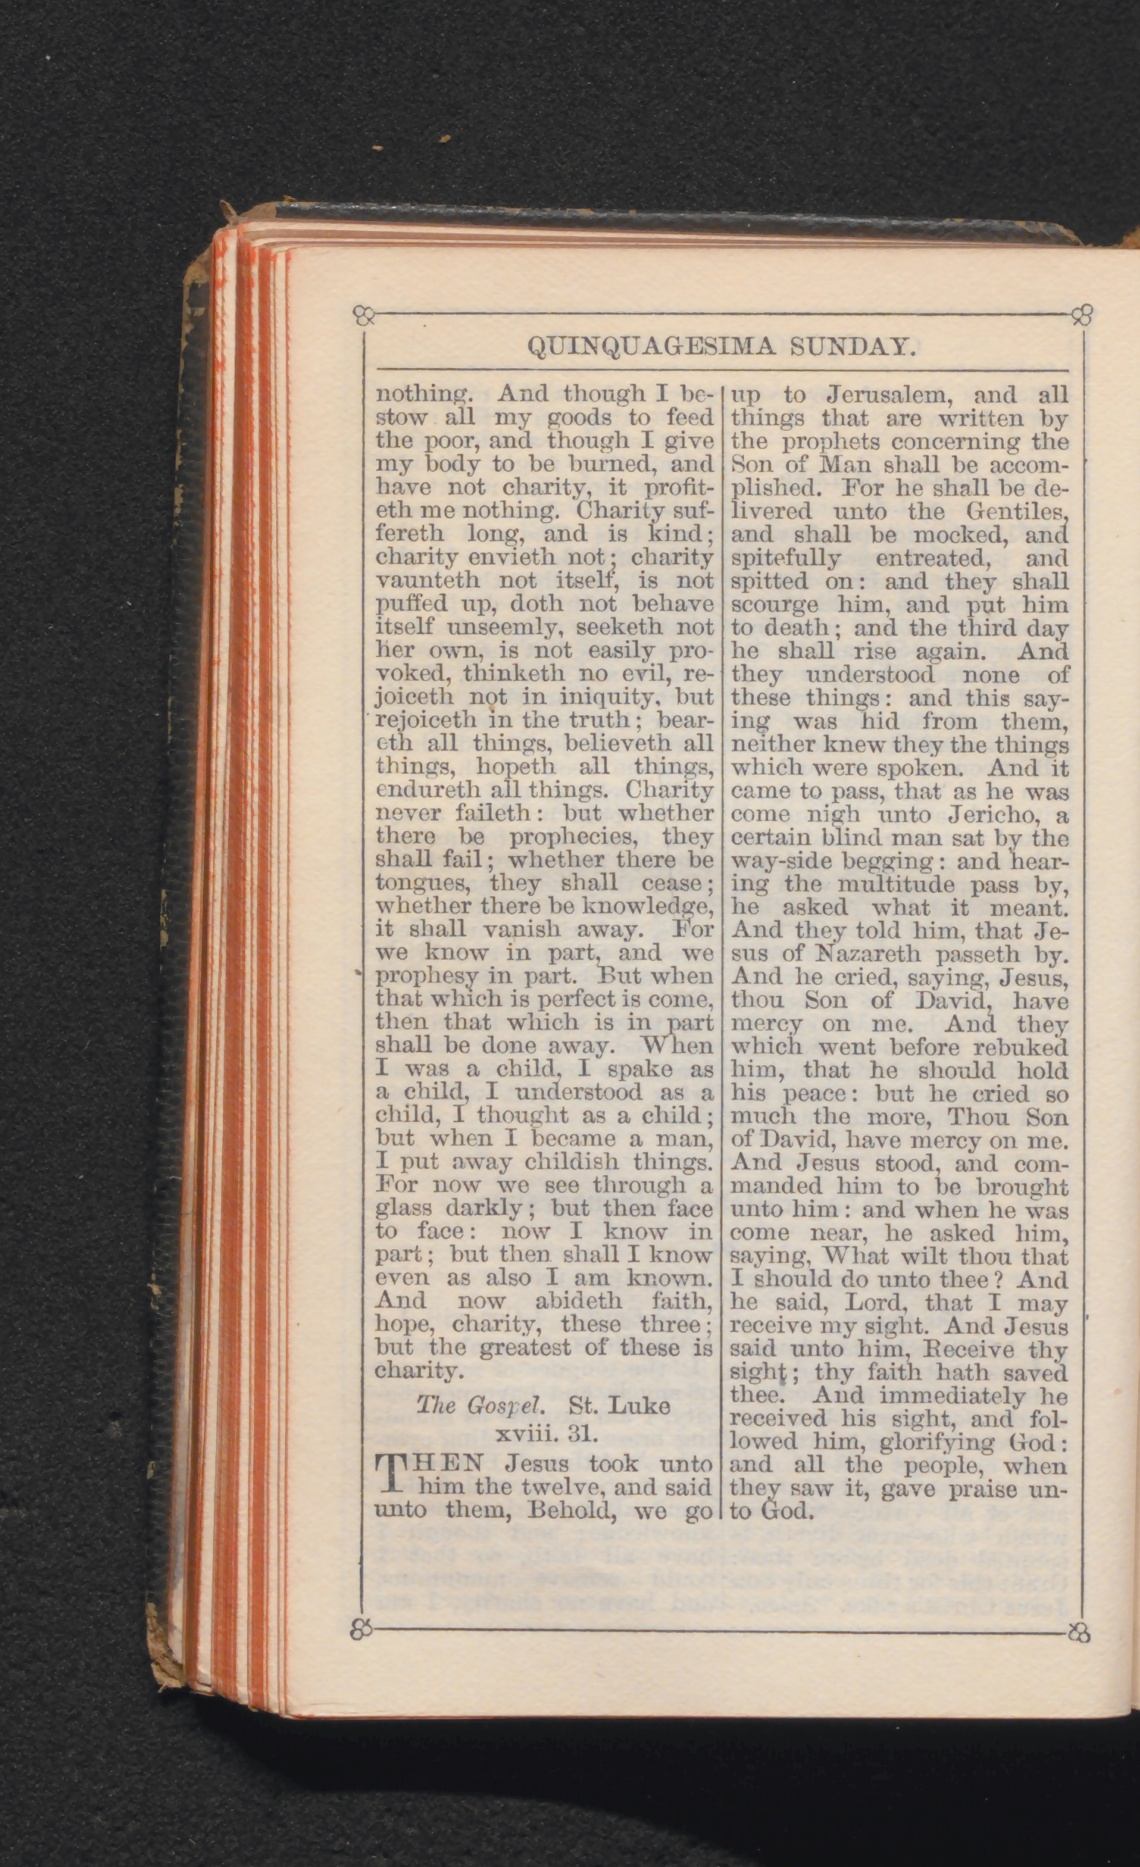 QUINQUAGESIMA SUNDAY.
nothing. And though I be-
stow all my goods to feed
the poor, and though I give
my body to be burned, and
have not charity, it profit-
eth me nothing. Charity suf-
fereth long, and is kind;
charity envieth not; charity
vaunteth not itself, is not
puffed up, doth not behave
itself unseemly, seeketh not
her own, is not easily pro-
voked, thinketh no evil, re-
joiceth not in iniquity, but
rejoiceth in the truth; bear-
eth all things, believeth all
things, hopeth all things,
endureth all things. Charity
never faileth: but whether
there be prophecies, they
shall fail; whether there be
tongues, they shall cease;
whether there be knowledge,
it shall vanish away. For
we know in part, and we
prophesy in part. But when
that which is perfect is come,
then that which is in part
shall be done away. When
I was a child, I spake as
a child, I understood as a
child, I thought as a child;
but when I became a man,
I put away childish things.
For now we see through a
glass darkly; but then face
to face: now I know in
part; but then shall I know
even as also I am known.
And now abideth faith,
hope, charity, these three;
but the greatest of these is
charity.
The Gospel. St. Luke
xviii. 31.
THEN Jesus took unto
him the twelve, and said
unto them, Behold, we go
up to Jerusalem, and all
things that are written by
the prophets concerning the
Son of Man shall be accom-
plished. For he shall be de-
livered unto the Gentiles,
and shall be mocked, and
spitefully entreated, and
spitted on: and they shall
scourge him, and put him
to death; and the third day
he shall rise again. And
they understood none of
these things: and this say-
ing was hid from them,
neither knew they the things
which were spoken. And it
came to pass, that as he was
come nigh unto Jericho, a
certain blind man sat by the
way-side begging: and hear-
ing the multitude pass by,
he asked what it meant.
And they told him, that Je-
sus of Nazareth passeth by.
And he cried, saying, Jesus,
thou Son of David, have
mercy on me. And they
which went before rebuked
him, that he should hold
his peace: but he cried so
much the more, Thou Son
of David, have mercy on me.
And Jesus stood, and com-
manded him to be brought
unto him: and when he was
come near, he asked him,
saying, What wilt thou that
I should do unto thee? And
he said, Lord, that I may
receive my sight. And Jesus
said unto him, Receive thy
sight; thy faith hath saved
thee. And immediately he
received his sight, and fol-
lowed him, glorifying God:
and all the people, when
they saw it, gave praise un-
to God.